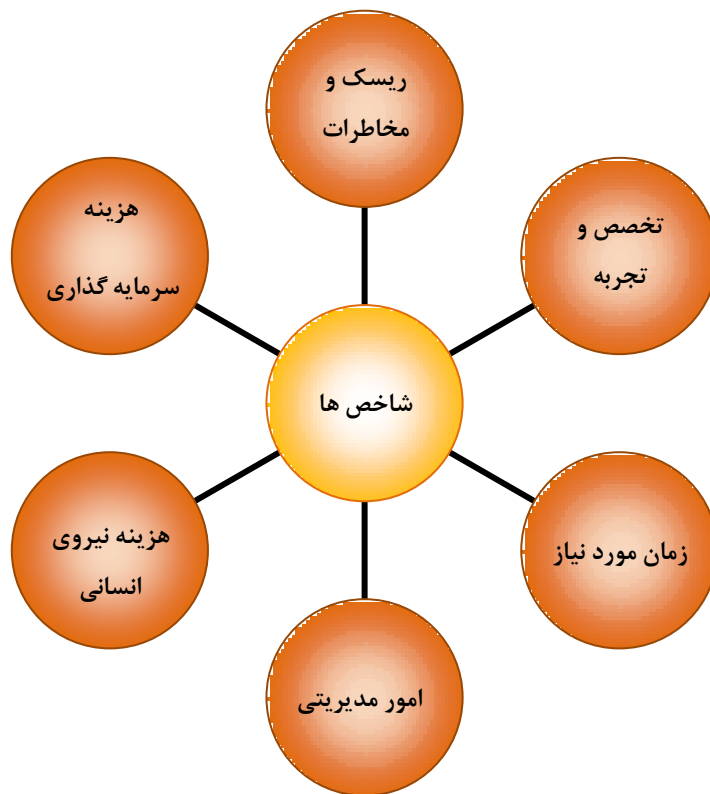 ریسک و
مخاطرات
تخصص و
تجربه
هزینه
سرمایه گذاری
شاخص ها
زمان مورد نیاز
هزینه نیروی
انسانی
امور مدیریتی